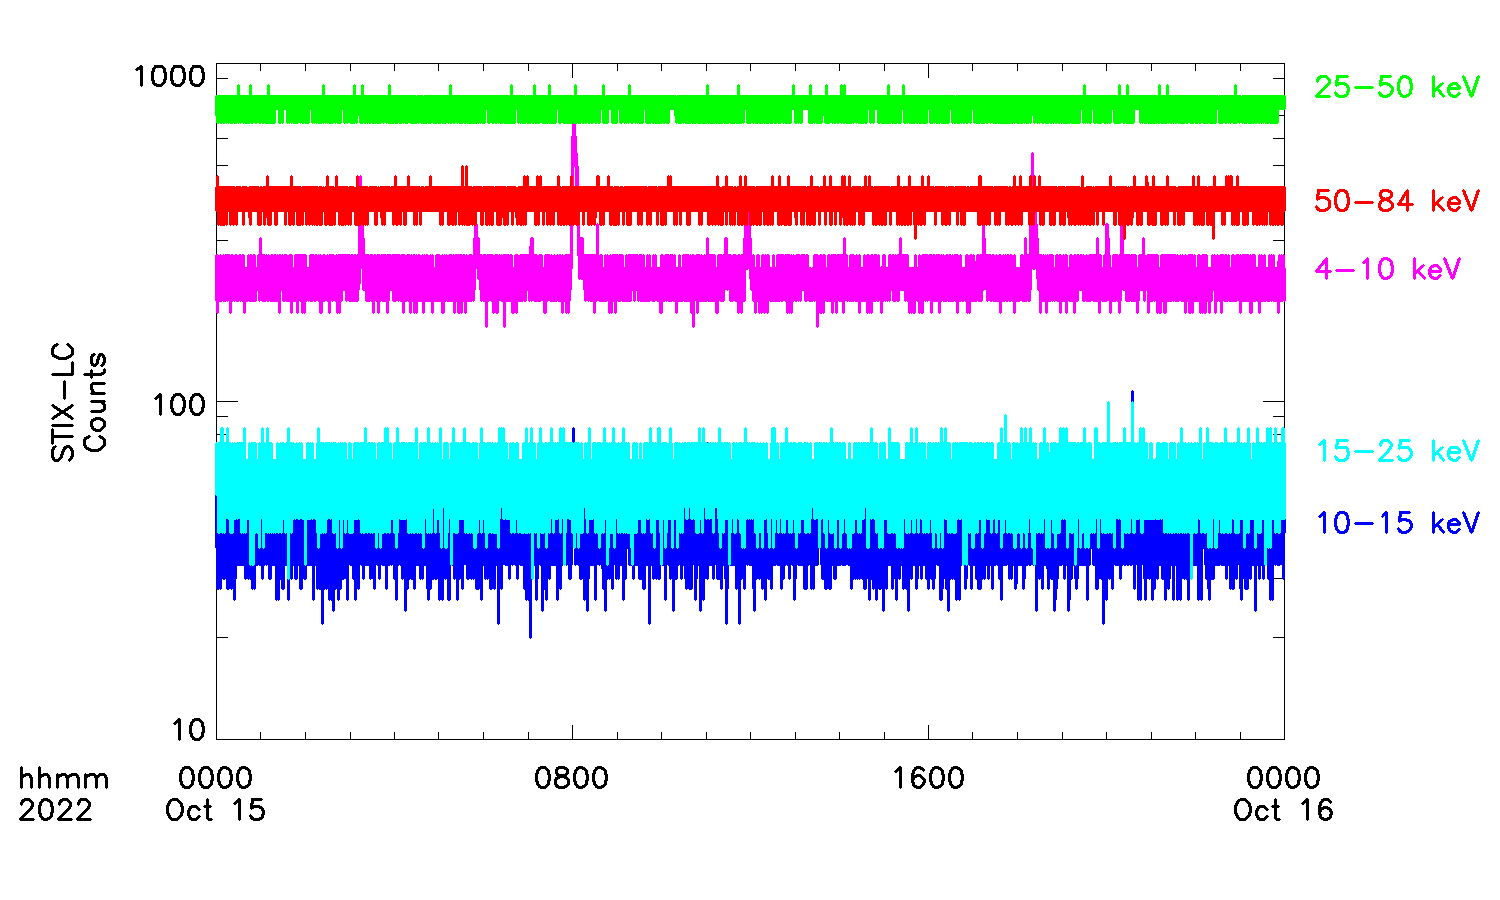 1000
100
10
STIX-LC
Counts
25-50 keV
50-84 keV
4-10 keV
15-25 keV
10-15 keV
hhmm 0000 0800 1600 0000
2022 Oct 15 Oct 16